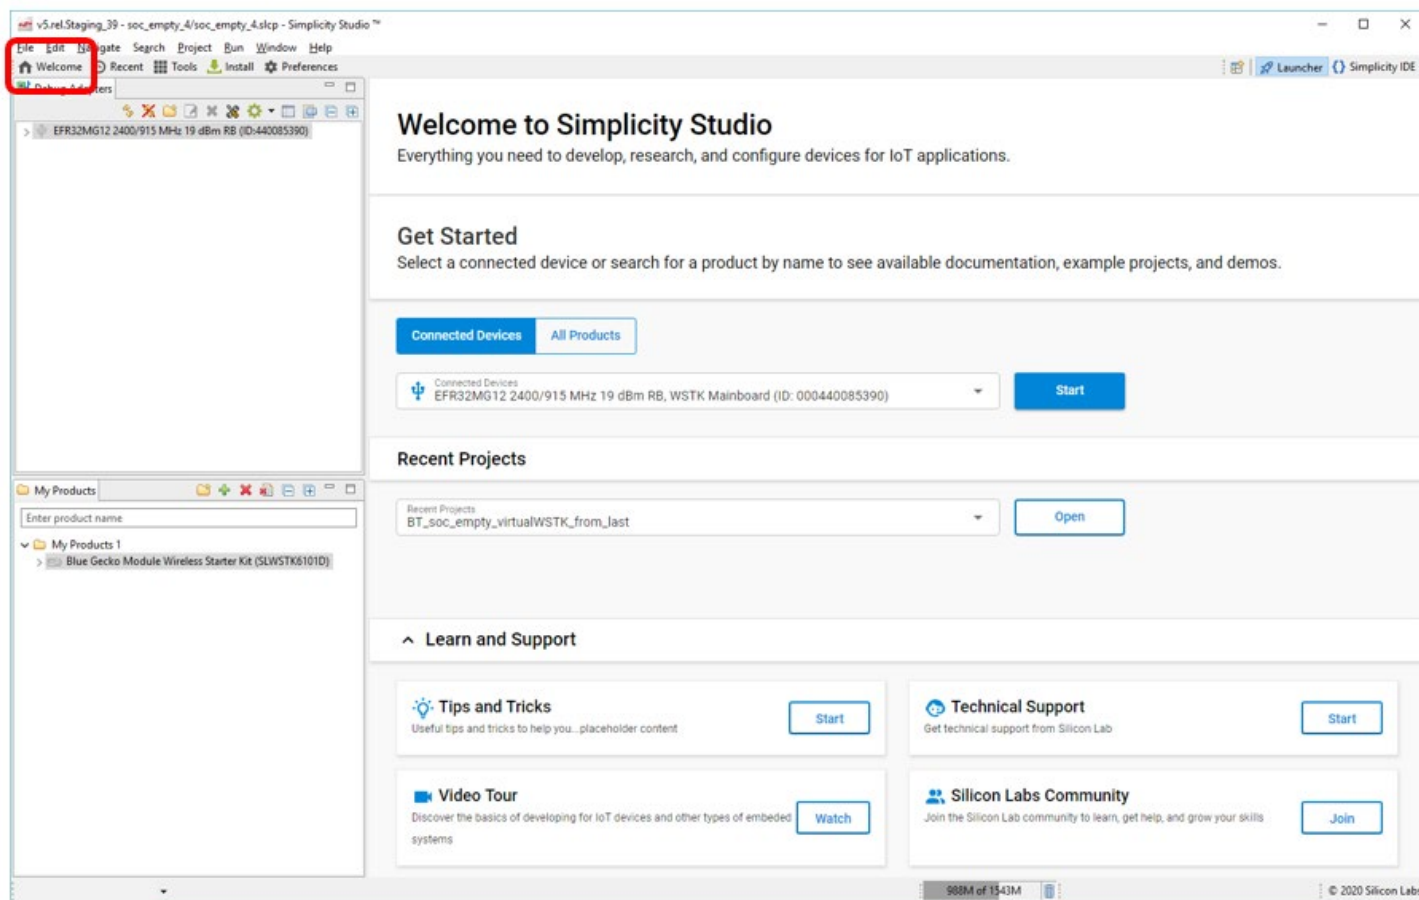 v5.rel.Staging_39 - soc_empty_4/soc_empty_4.slcp - Simplicity Studio ™
File Edit Navigate Search Project Run Window Help
Welcome Recent Tools Install Preferences
Launcher Simplicity IDE
Debug Adapters
EFR32MG12 2400/915 MHz 19 dBm RB (ID:440085390)
Welcome to Simplicity Studio
Everything you need to develop, research, and configure devices for IoT applications.
Get Started
Select a connected device or search for a product by name to see available documentation, example projects, and demos.
Connected Devices All Products
Connected Devices
EFR32MG12 2400/915 MHz 19 dBm RB, WSTK Mainboard (ID: 000440085390)
Start
Recent Projects
Recent Projects
BT_soc_empty_virtualWSTK_from_last
Open
My Products
Enter product name
My Products 1
Blue Gecko Module Wireless Starter Kit (SLWSTK6101D)
Learn and Support
Tips and Tricks
Useful tips and tricks to help you...placeholder content
Start
Technical Support
Get technical support from Silicon Lab
Start
Video Tour
Discover the basics of developing for IoT devices and other types of embeded
systems
Watch
Silicon Labs Community
Join the Silicon Lab community to learn, get help, and grow your skills
Join
988M of 1543M
© 2020 Silicon Labs